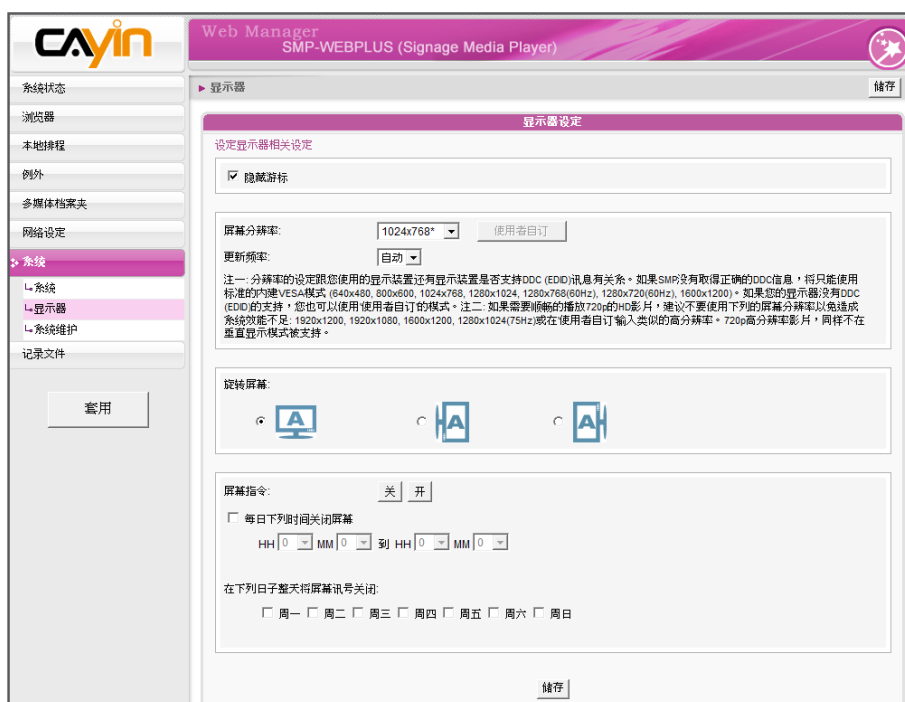 CAYIN
Web Manager
SMP-WEBPLUS (Signage Media Player)
系统状态
浏览器
本地排程
例外
多媒体档案夹
网络设定
系统
系统
显示器
系统维护
记录文件
套用
显示器
储存
显示器设定
设定显示器相关设定
隐藏游标
屏幕分辨率: 1024x768* 使用者自订
更新频率: 自动
注一: 分辨率的设定跟您使用的显示装置还有显示装置是否支持DDC (EDID)讯息有关系。如果SMP没有取得正确的DDC信息，将只能使用
标准的内建VESA模式 (640x480, 800x600, 1024x768, 1280x1024, 1280x768(60Hz), 1280x720(60Hz), 1600x1200)。如果您的显示器没有DDC
(EDID)的支持，您也可以使用使用者自订的模式。注二: 如果需要顺畅的播放720p的HD影片，建议不要使用下列的屏幕分辨率以免造成
系统效能不足: 1920x1200, 1920x1080, 1600x1200, 1280x1024(75Hz)或在使用者自订输入类似的高分辨率。720p高分辨率影片，同样不在
垂直显示模式被支持。
旋转屏幕:
A A A
屏幕指令: 关 开
每日下列时间关闭屏幕
HH 0 MM 0 到 HH 0 MM 0
在下列日子整天将屏幕讯号关闭:
周一 周二 周三 周四 周五 周六 周日
储存